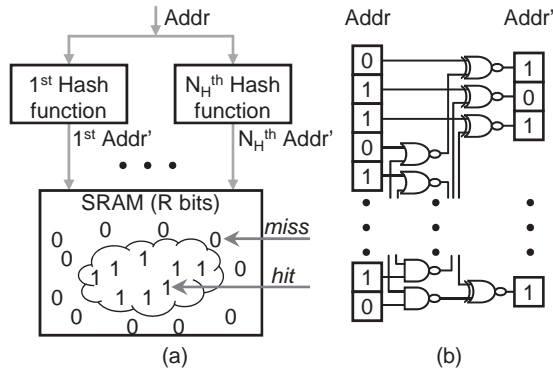 Addr
1st Hash function
NHth Hash function
1st Addr'
NHth Addr'
• • •
SRAM (R bits)
0 0 0 0 miss
0 1 1 1 1 1 0
0 1 1 1 1 hit
0 0 0 0 0
(a)
Addr Addr'
0 1
1 0
1 1
0
1
1
0 1
(b)